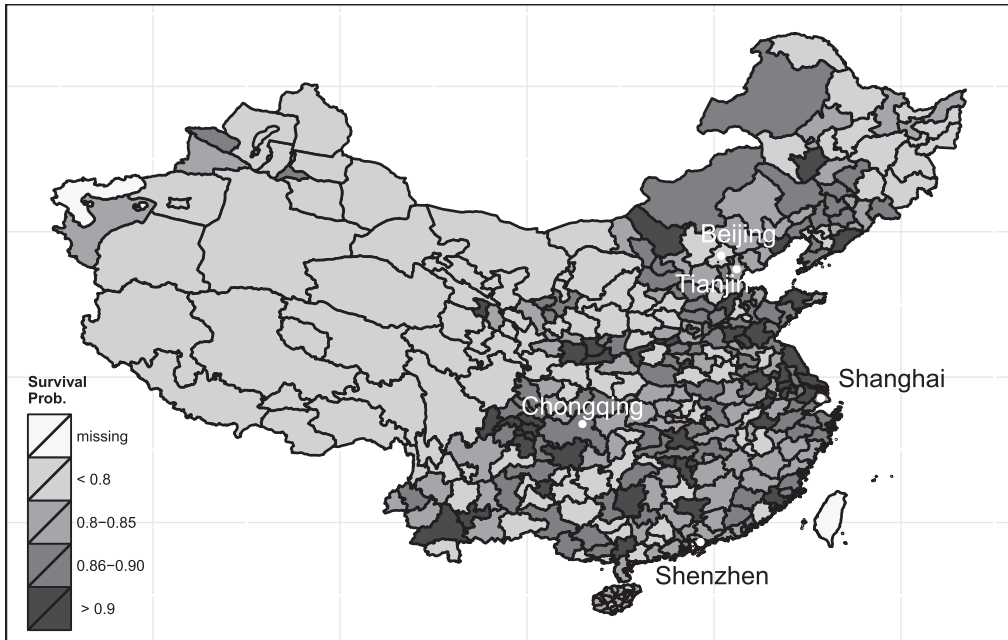 Beijing
Tianjin
Shanghai
Survival
Prob.
Chongqing
missing
< 0.8
0.8–0.85
0.86–0.90
> 0.9
Shenzhen